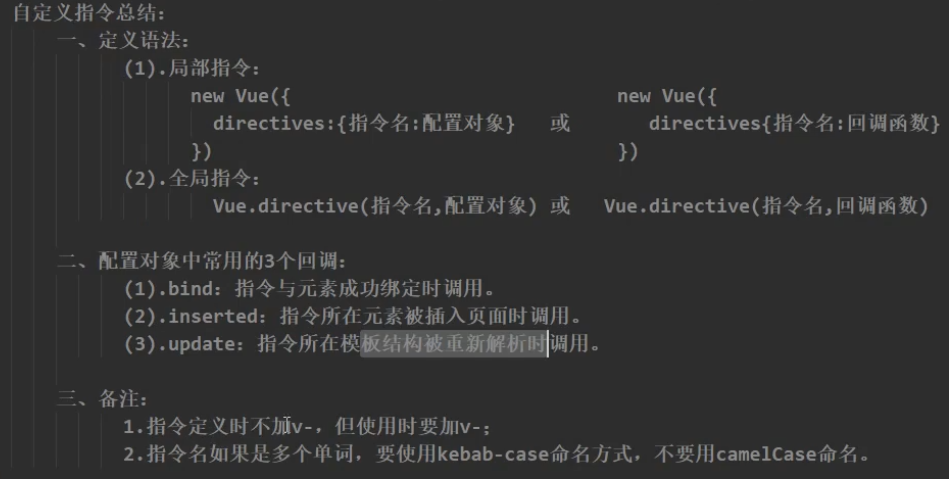 自定义指令总结:
一、定义语法:
(1).局部指令:
new Vue({ new Vue({
directives:{指令名:配置对象} 或 directives{指令名:回调函数}
}) })
(2).全局指令:
Vue.directive(指令名,配置对象) 或 Vue.directive(指令名,回调函数)
二、配置对象中常用的3个回调:
(1).bind: 指令与元素成功绑定时调用。
(2).inserted: 指令所在元素被插入页面时调用。
(3).update: 指令所在模板结构被重新解析时调用。
三、备注:
1.指令定义时不加v-,但使用时要加v-;
2.指令名如果是多个单词,要使用kebab-case命名方式,不要用camelCase命名。